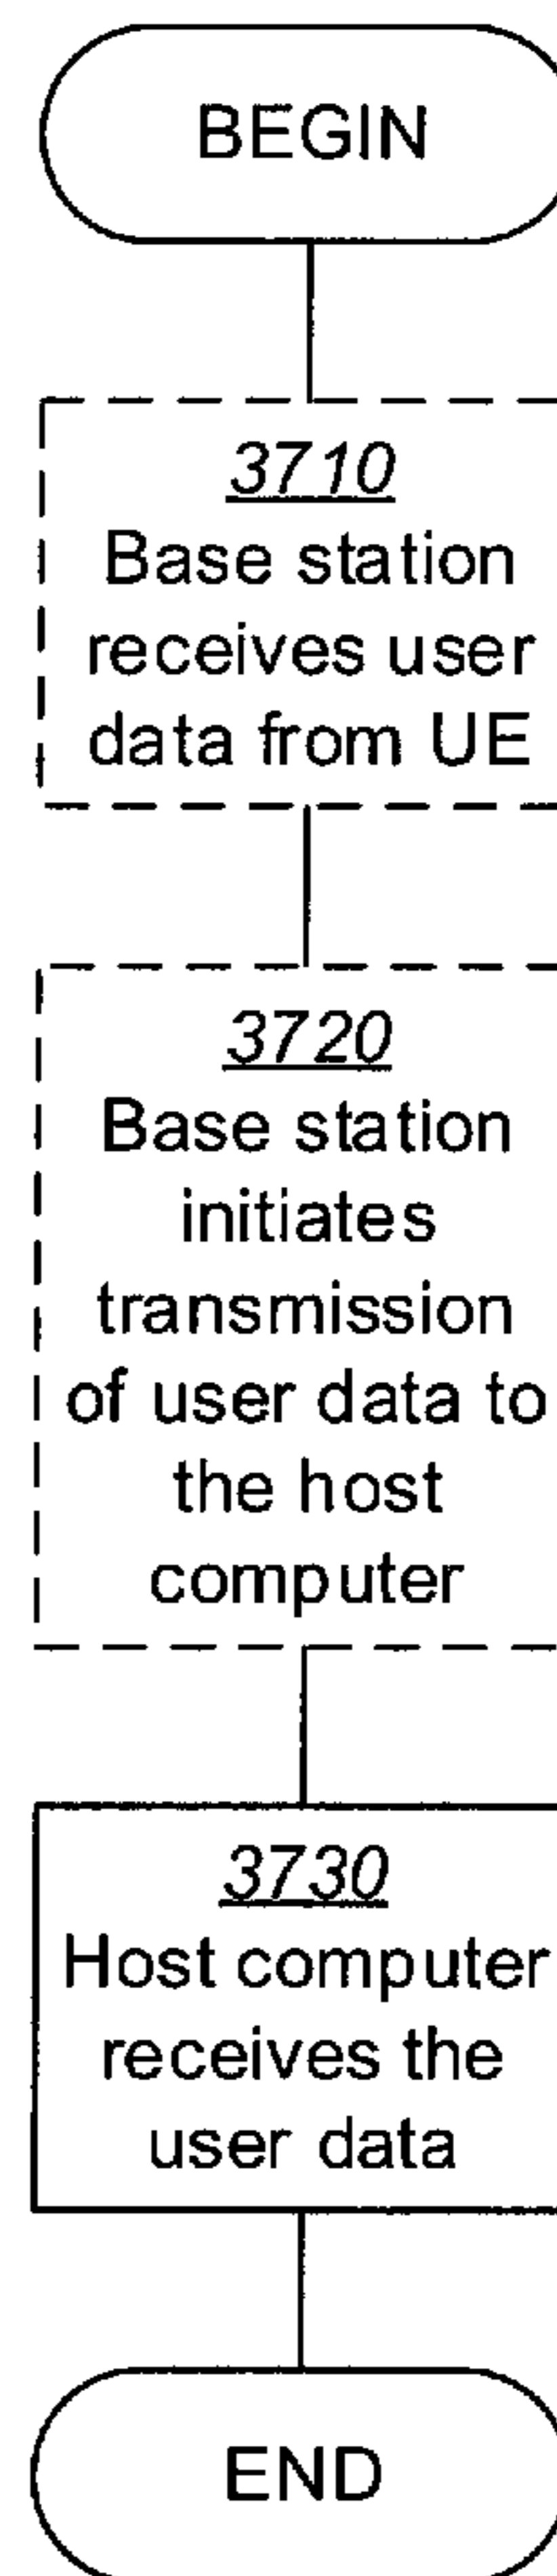 BEGIN
3710
Base station
receives user
data from UE
3720
Base station
initiates
transmission
of user data to
the host
computer
3730
Host computer
receives the
user data
END